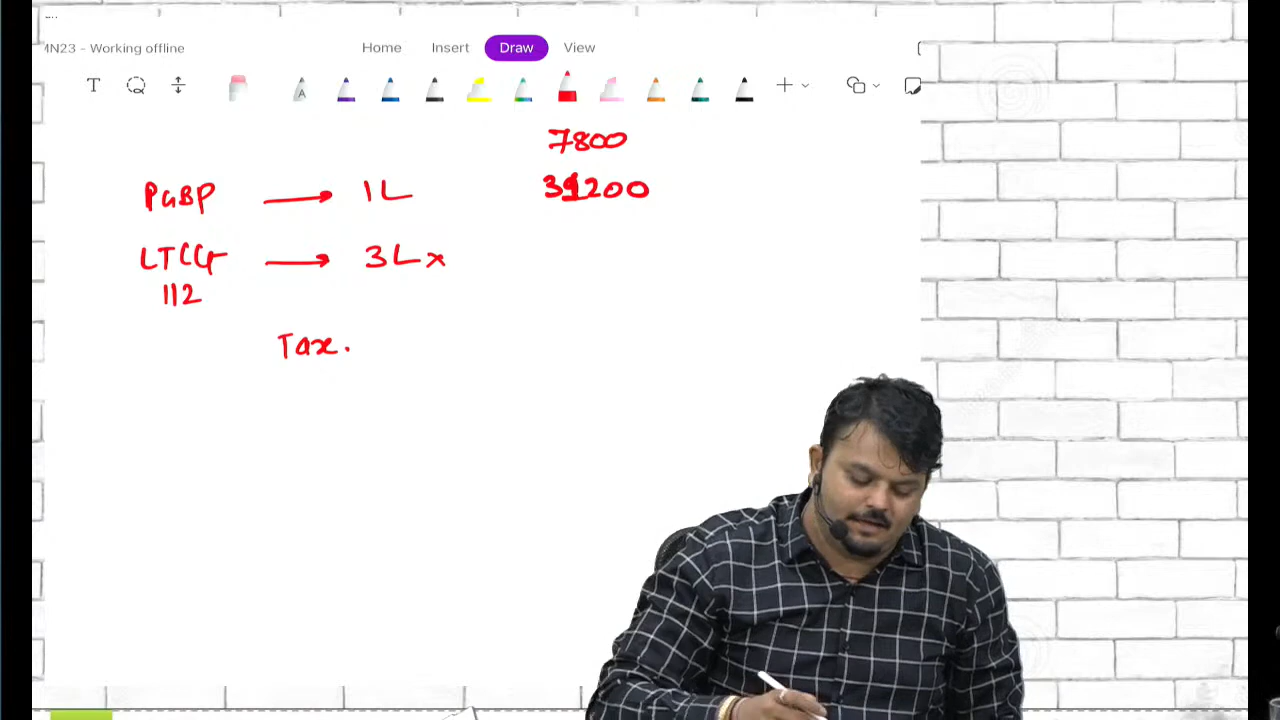 MN23 - Working offline
Home Insert Draw View
T
A
7800
PGBP → 1L
39200
LTCG → 3L x
112
Tax.